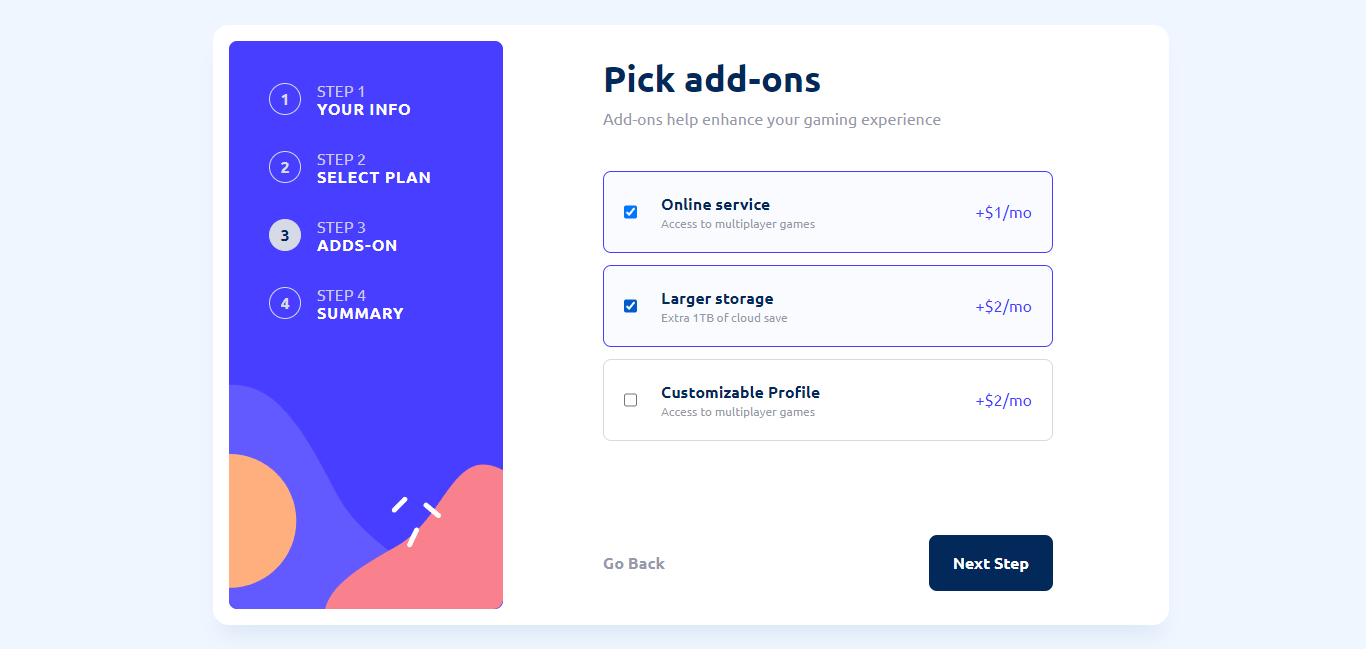 1
STEP 1
YOUR INFO
2
STEP 2
SELECT PLAN
3
STEP 3
ADDS-ON
4
STEP 4
SUMMARY
Pick add-ons
Add-ons help enhance your gaming experience
Online service
Access to multiplayer games
+$1/mo
Larger storage
Extra 1TB of cloud save
+$2/mo
Customizable Profile
Access to multiplayer games
+$2/mo
Go Back
Next Step